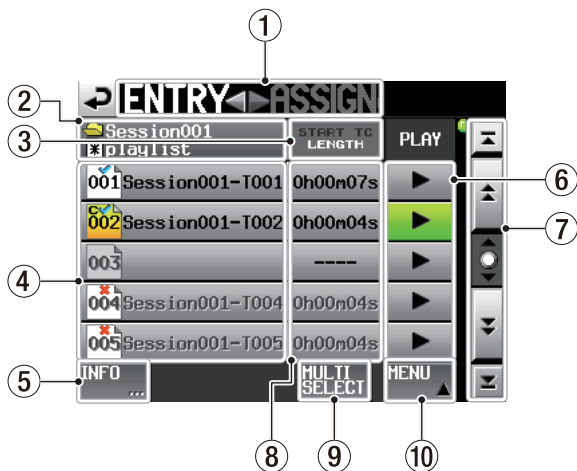 ①
ENTRY ASSIGN
②
Session001
playlist
③
START TC
LENGTH
PLAY
001 Session001-T001 0h00m07s
⑥
C 002 Session001-T002 0h00m04s
⑦
003 ----
④
004 Session001-T004 0h00m04s
005 Session001-T005 0h00m04s
⑤
INFO ...
MULTI
SELECT
MENU
⑧ ⑨ ⑩